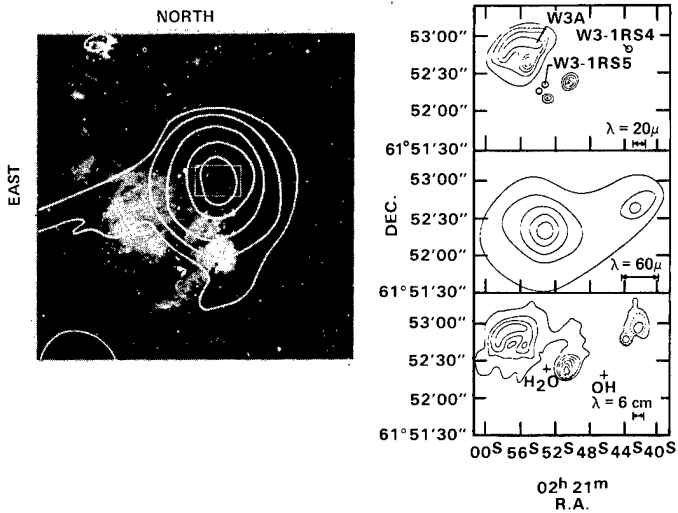 NORTH
EAST
W3A
W3-1RS4
W3-1RS5
53'00"
52'30"
52'00"
61°51'30"
λ = 20μ
DEC.
53'00"
52'30"
52'00"
61°51'30"
λ = 60μ
53'00"
52'30"
52'00"
61°51'30"
H₂O
OH
λ = 6 cm
00ˢ 56ˢ 52ˢ 48ˢ 44ˢ 40ˢ
02ʰ 21ᵐ
R.A.